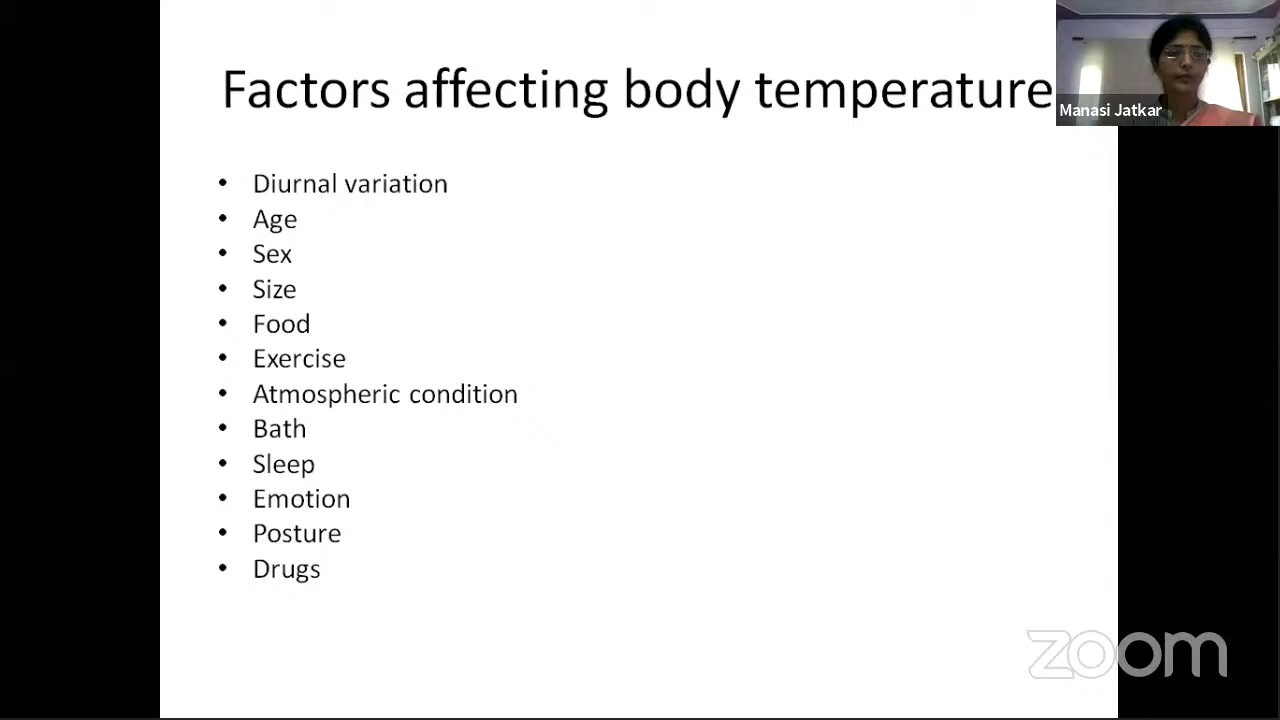 Factors affecting body temperature
Manasi Jatkar
• Diurnal variation
• Age
• Sex
• Size
• Food
• Exercise
• Atmospheric condition
• Bath
• Sleep
• Emotion
• Posture
• Drugs
zoom